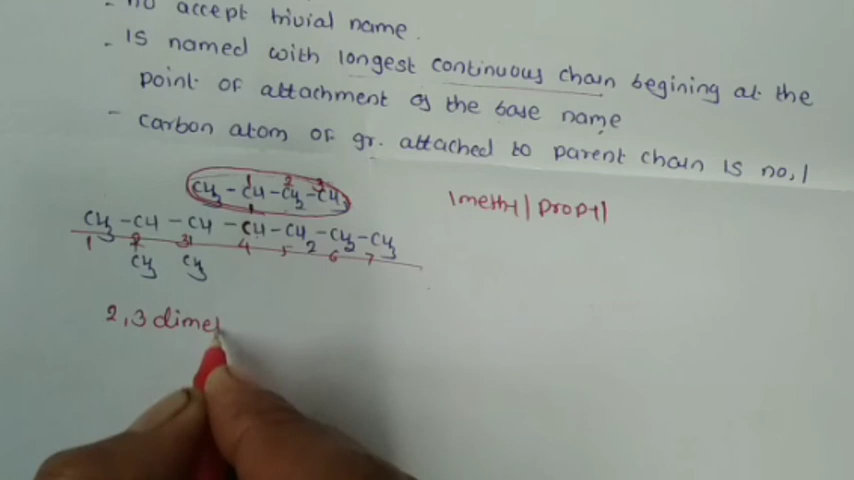 - no accept trivial name.
- Is named with longest continuous chain begining at the
point of attachment of the base name
- carbon atom of gr. attached to parent chain is no, 1
CH3 - CH - CH2 - CH3
1 2 3
1methyl propyl
CH3 - CH - CH - CH - CH2 - CH2 - CH3
1 2 3 4 5 6 7
CH3 CH3
2,3 dimet